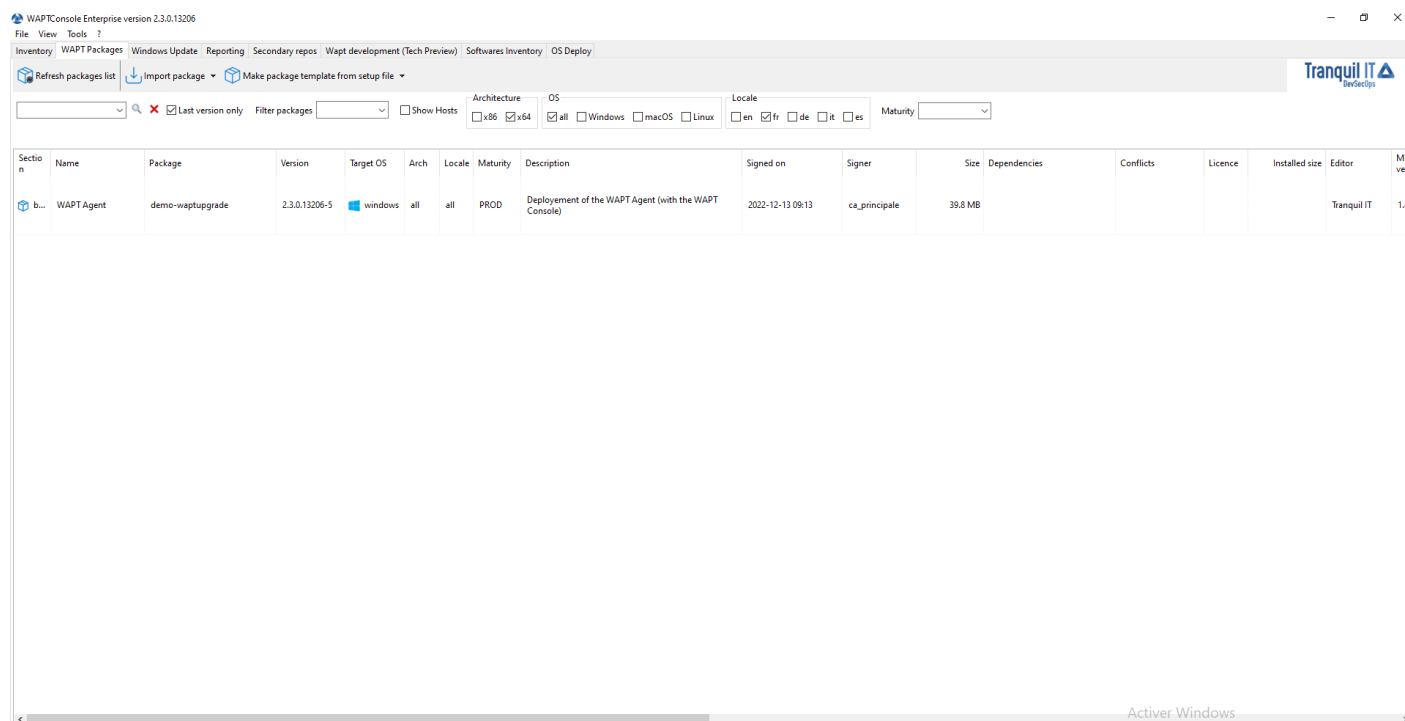 WAPTConsole Enterprise version 2.3.0.13206
File View Tools ?
Inventory WAPT Packages Windows Update Reporting Secondary repos Wapt development (Tech Preview) Softwares Inventory OS Deploy
Refresh packages list Import package Make package template from setup file
Tranquil IT
DevSecOps
Last version only Filter packages Show Hosts
Architecture
x86 x64
OS
all Windows macOS Linux
Locale
en fr de it es
Maturity
Section Name Package Version Target OS Arch Locale Maturity Description Signed on Signer Size Dependencies Conflicts Licence Installed size Editor
b... WAPT Agent demo-waptupgrade 2.3.0.13206-5 windows all all PROD Deployement of the WAPT Agent (with the WAPT
Console) 2022-12-13 09:13 ca_principale 39.8 MB Tranquil IT
Activer Windows